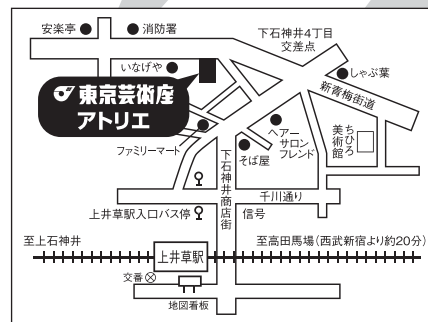 安楽亭
消防署
下石神井4丁目
交差点
いなげや
しゃぶ葉
新青梅街道
東京芸術座
アトリエ
ファミリーマート
そば屋
ヘアー
サロン
フレンド
ちひろ
美術館
下石神井商店街
千川通り
上井草駅入口バス停
信号
至上石神井
上井草駅
至高田馬場(西武新宿より約20分)
交番
地図看板